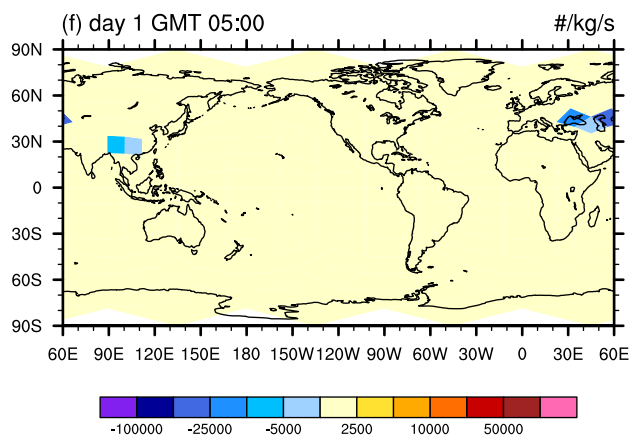 (f) day 1 GMT 05:00 #/kg/s
90N
60N
30N
0
30S
60S
90S
60E 90E 120E 150E 180 150W 120W 90W 60W 30W 0 30E 60E
-100000 -25000 -5000 2500 10000 50000